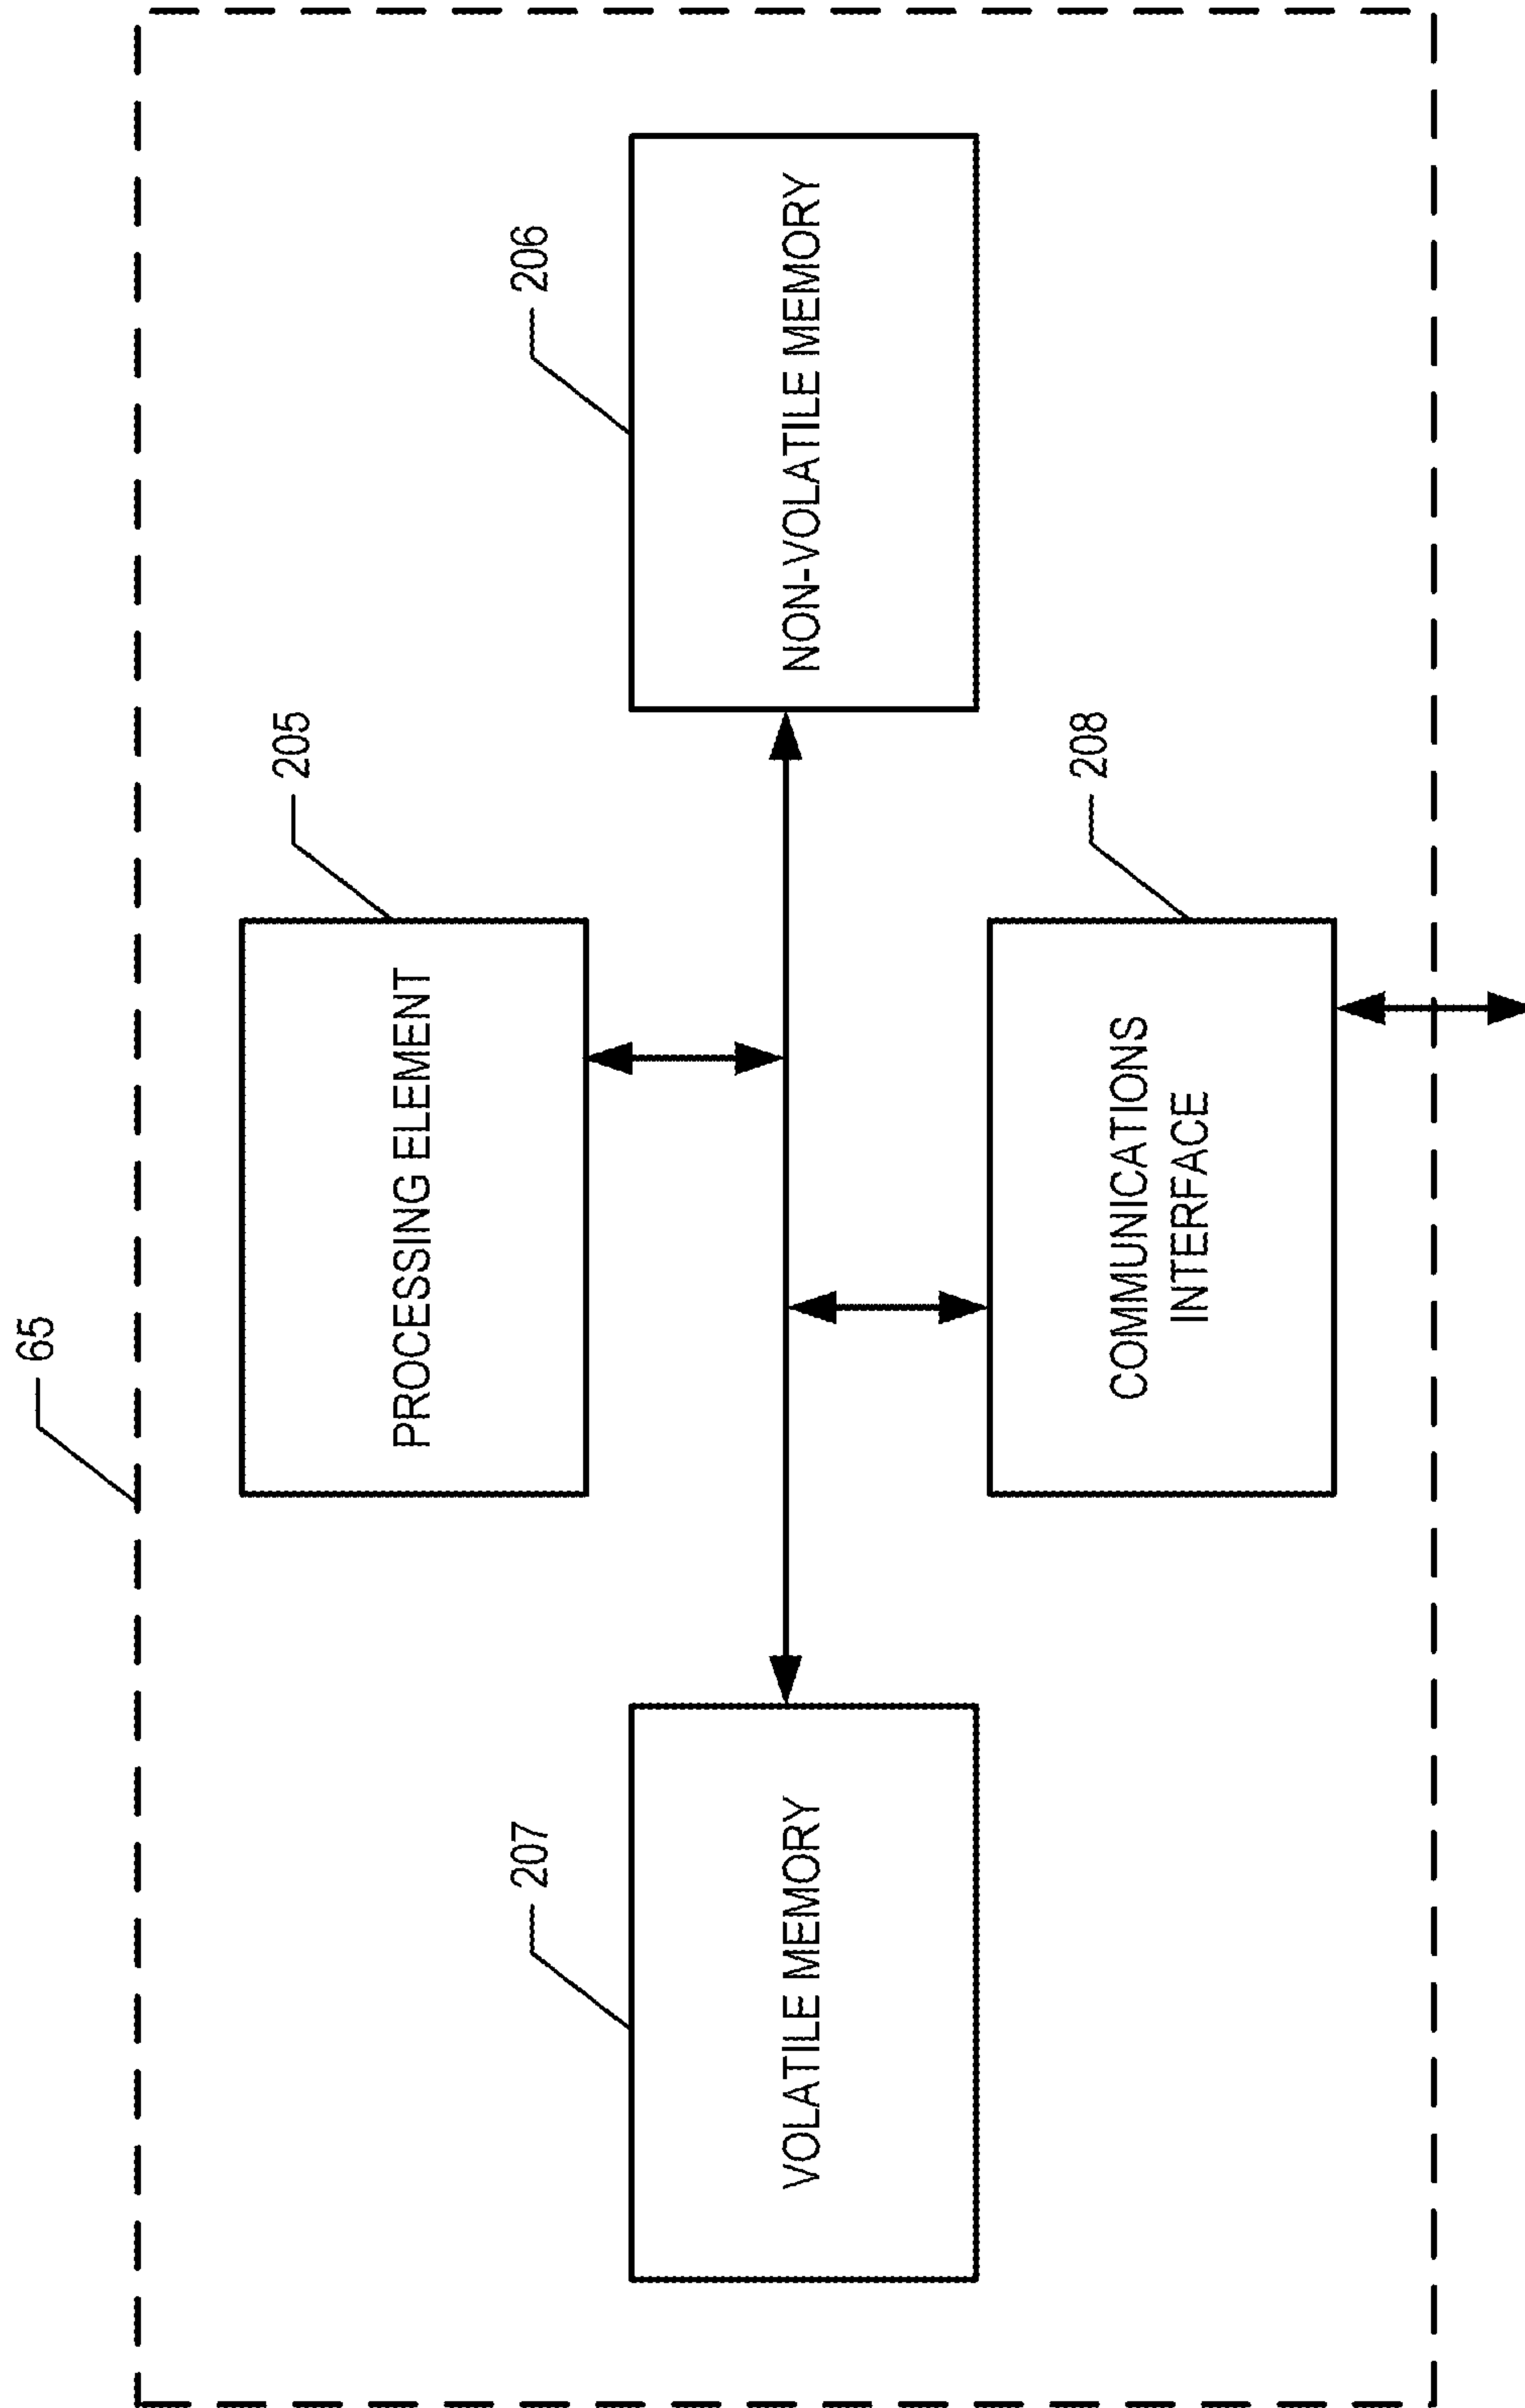 65
205
PROCESSING ELEMENT
207
VOLATILE MEMORY
206
NON-VOLATILE MEMORY
208
COMMUNICATIONS
INTERFACE